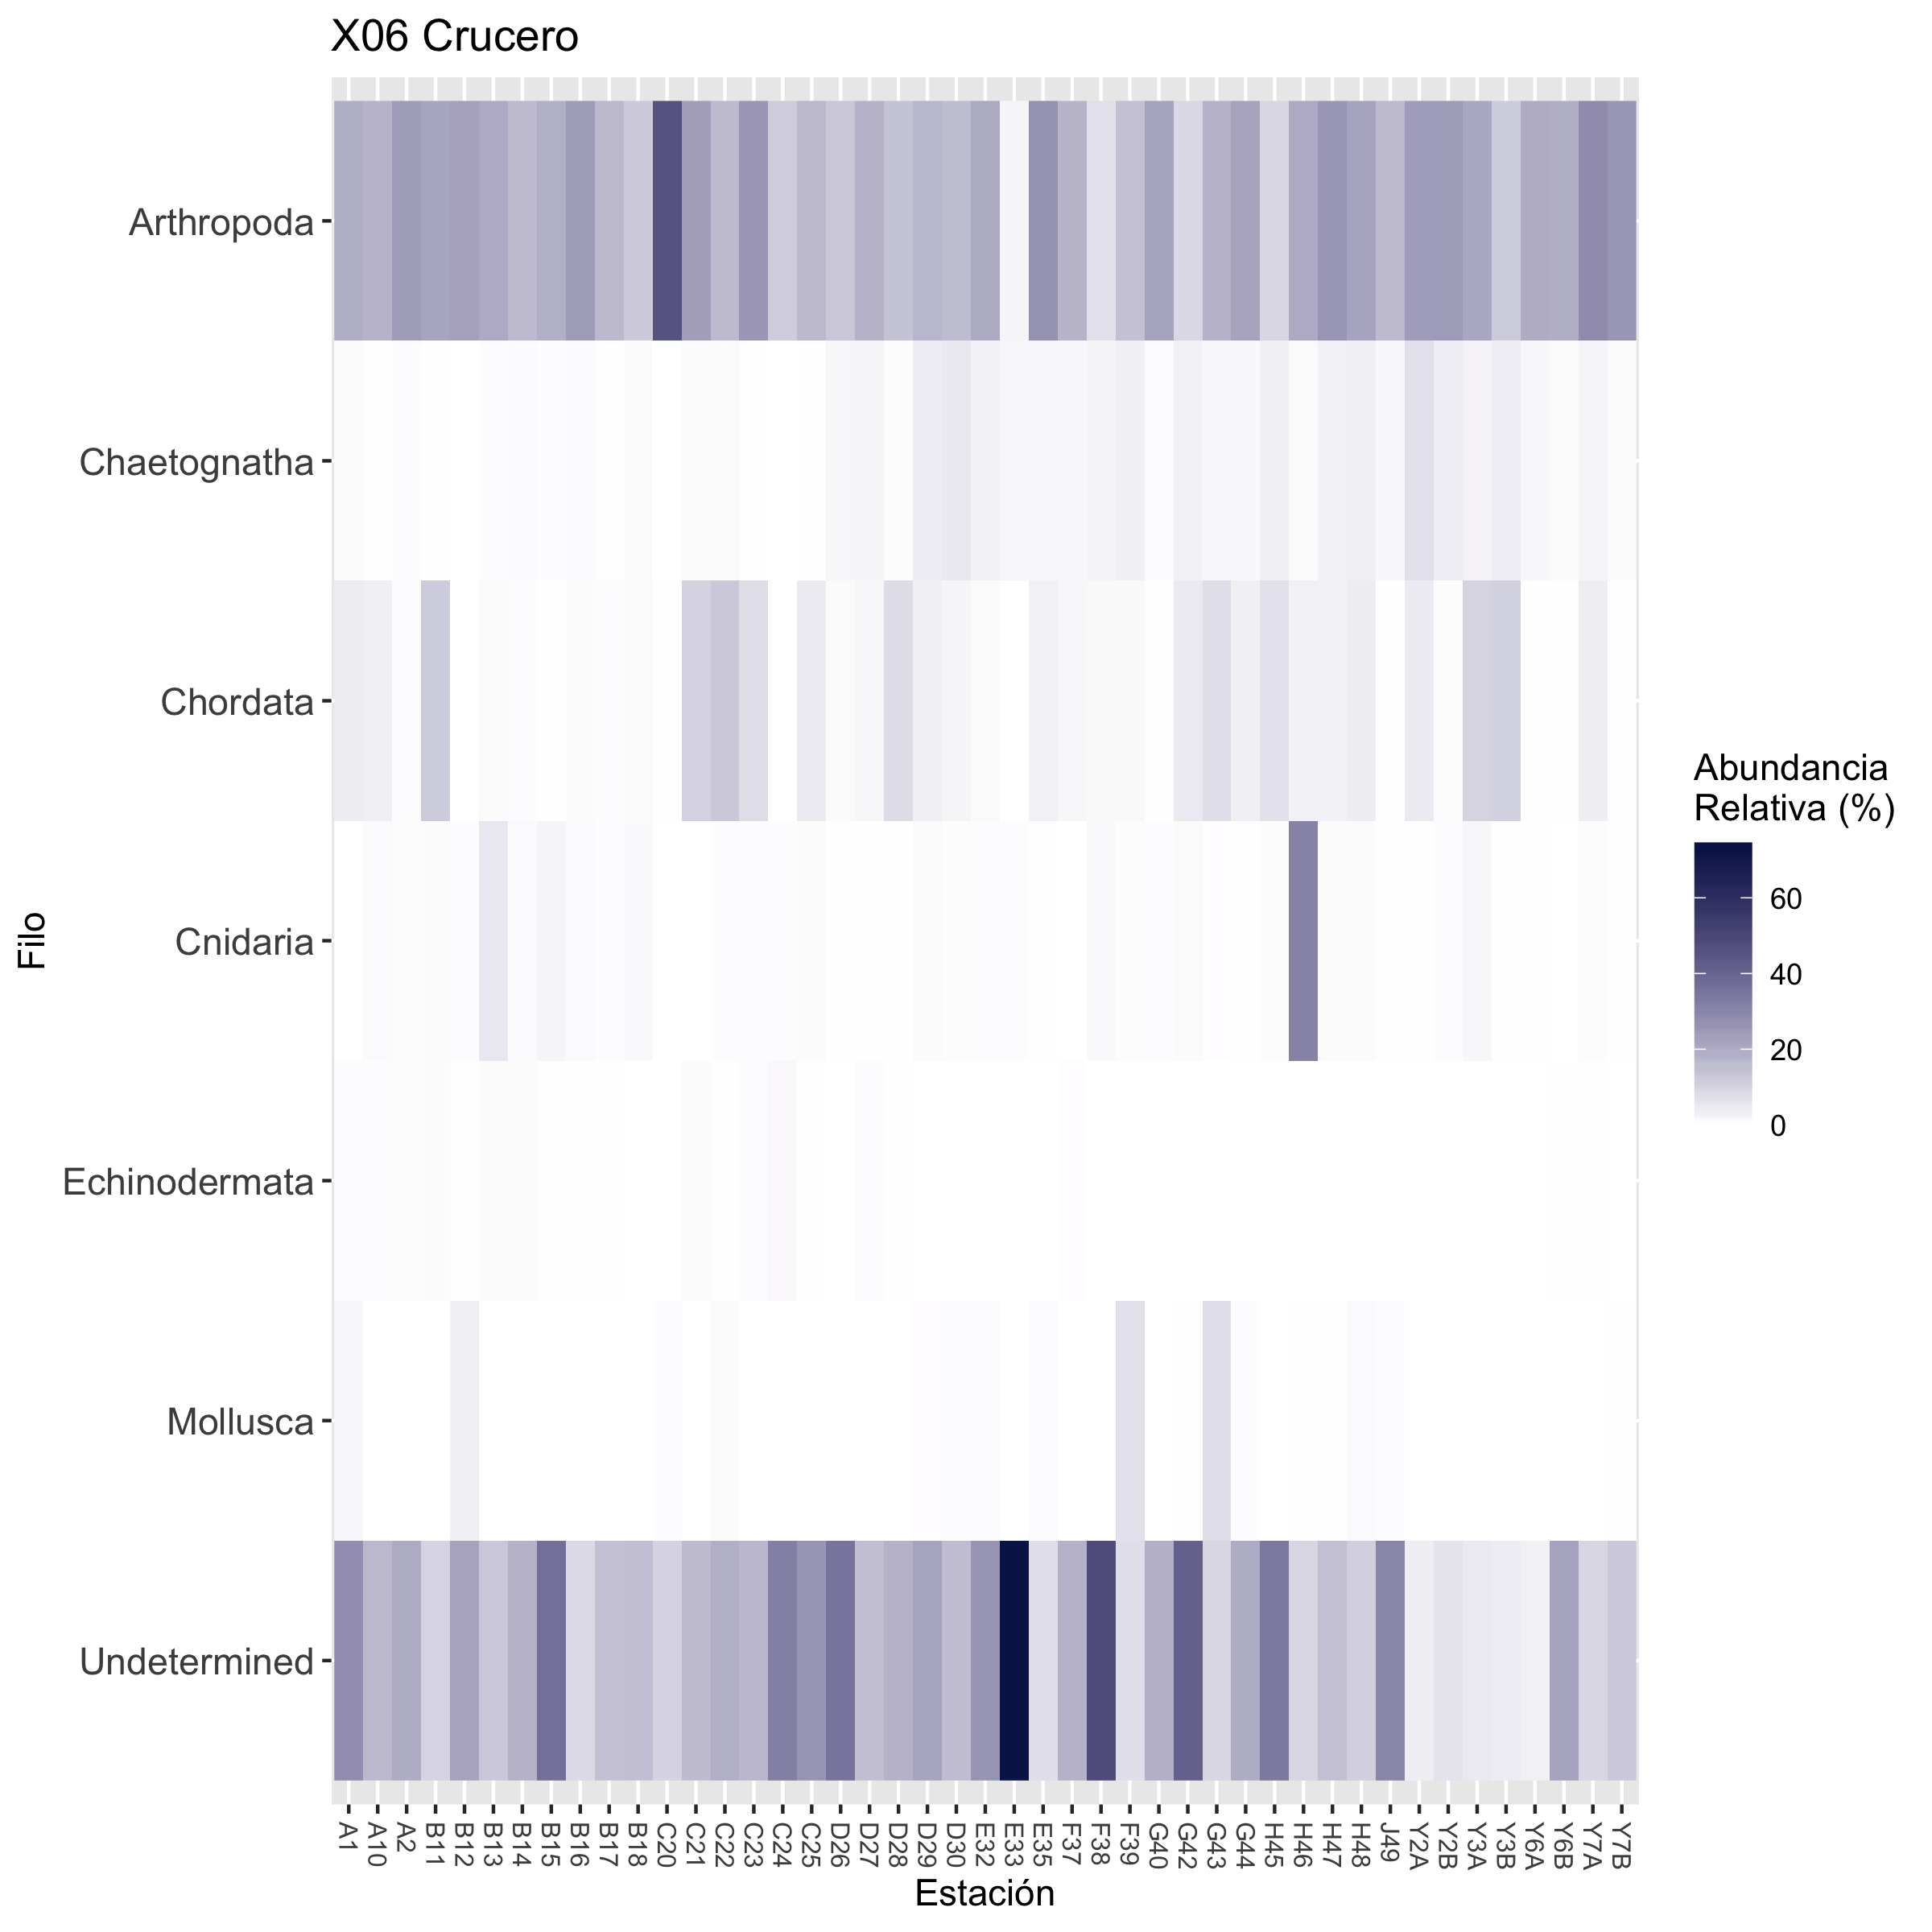 X06 Crucero
Arthropoda
Chaetognatha
Chordata
Cnidaria
Echinodermata
Mollusca
Undetermined
Filo
Abundancia
Relativa (%)
60
40
20
0
A1 A10 A2 B11 B12 B13 B14 B15 B16 B17 B18 C20 C21 C22 C23 C24 C25 D26 D27 D28 D29 D30 E32 E33 E35 F37 F38 F39 G40 G42 G43 G44 H45 H46 H47 H48 J49 Y2A Y2B Y3A Y3B Y6A Y6B Y7A Y7B
Estación